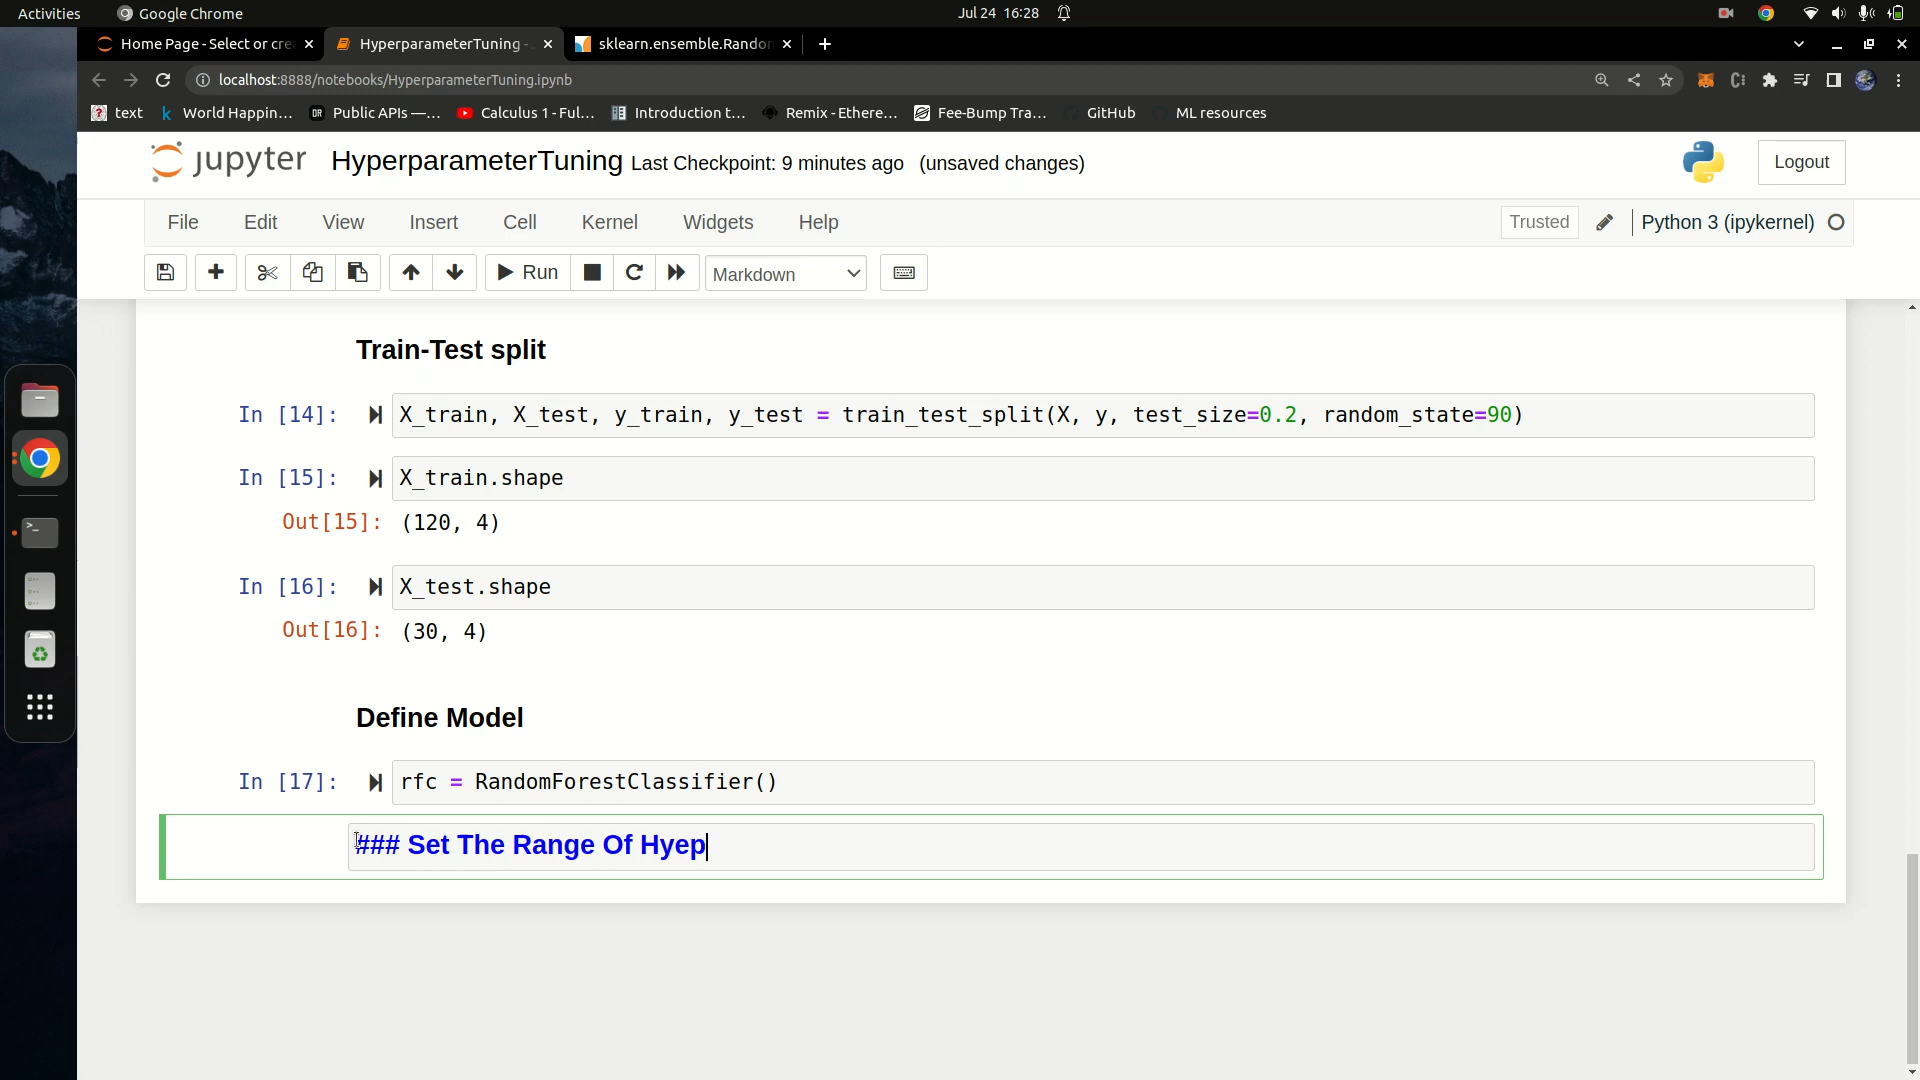 Activities Google Chrome Jul 24 16:28
Home Page - Select or cre HyperparameterTuning - sklearn.ensemble.Randor
localhost:8888/notebooks/HyperparameterTuning.ipynb
text World Happin... Public APIs —... Calculus 1 - Ful... Introduction t... Remix - Ethere... Fee-Bump Tra... GitHub ML resources
jupyter HyperparameterTuning Last Checkpoint: 9 minutes ago (unsaved changes) Logout
File Edit View Insert Cell Kernel Widgets Help Trusted Python 3 (ipykernel)
Run Markdown
Train-Test split
In [14]: X_train, X_test, y_train, y_test = train_test_split(X, y, test_size=0.2, random_state=90)
In [15]: X_train.shape
Out[15]: (120, 4)
In [16]: X_test.shape
Out[16]: (30, 4)
Define Model
In [17]: rfc = RandomForestClassifier()
### Set The Range Of Hyep